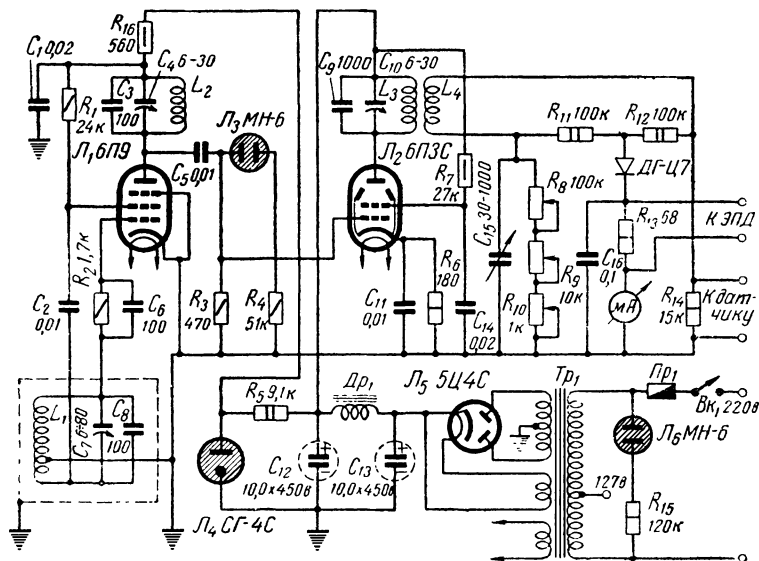 R16
560
C1 0,02
C4 6-30
C3
100
L2
R1
24к
Л3 МН-6
Л1 6П9
C5 0,01
R2 1,7к
C2
0,01
C6
100
R3
470
R4
51к
L1
C7 6÷80
C8
100
C9 1000
C10 6-30
L3
L4
Л2 6П3С
R7
27к
R11 100к
R12 100к
ДГ-Ц7
R8 100к
C15 30-1000
R13 68
К ЭПД
C16
0,1
R9
10к
R10
1к
мА
R14
15к
К дат-
чику
R6
180
C11
0,01
C14
0,02
R5 9,1к
Др1
Л5 5Ц4С
Тр1
Пр1
Вк1 220в
C12
10,0×450в
C13
10,0×450в
Л4 СГ-4С
Л6 МН-6
127в
R15
120к